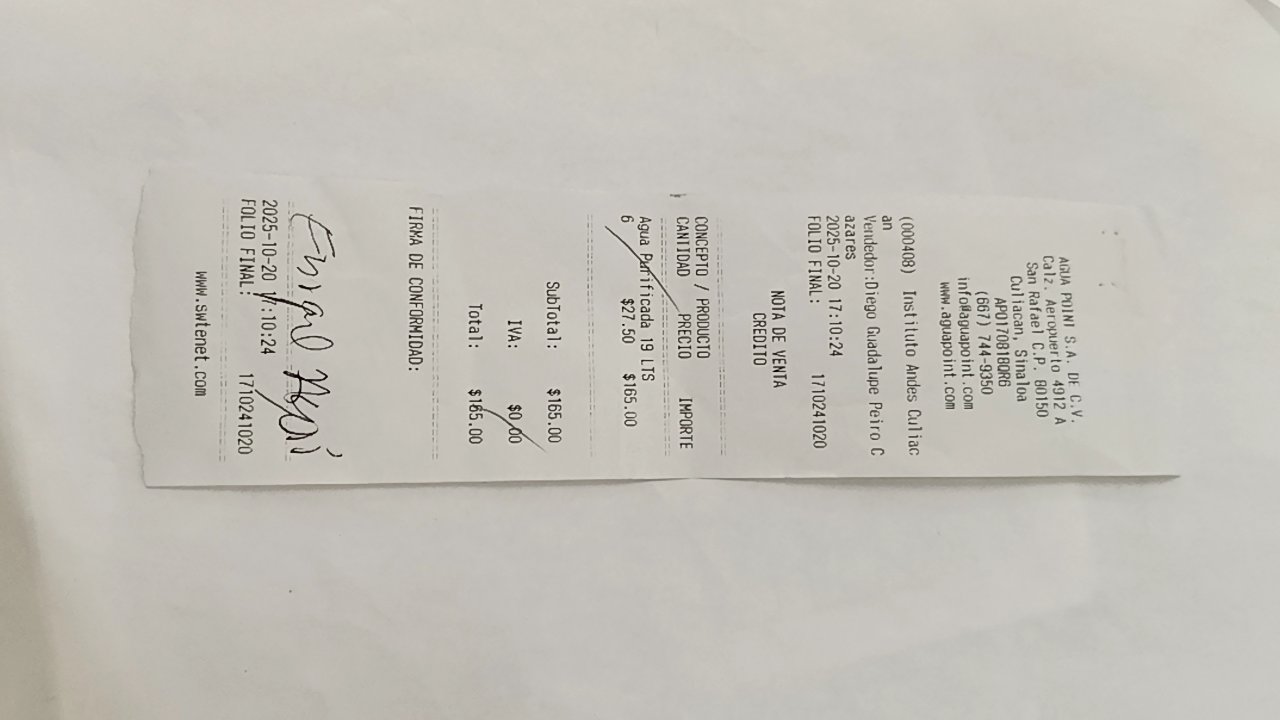 AGUA POINT S.A. DE C.V.
Calz. Aeropuerto 4912 A
San Rafael C.P. 80150
Culiacan, Sinaloa
APO170818QR6
(667) 744-9350
info@aguapoint.com
www.aguapoint.com
(000408) Instituto Andes Culiac
an
Vendedor:Diego Guadalupe Peiro C
azares
2025-10-20 17:10:24
FOLIO FINAL: 1710241020
NOTA DE VENTA
CREDITO
CONCEPTO / PRODUCTO
CANTIDAD PRECIO IMPORTE
Agua Purificada 19 LTS
6 $27.50 $165.00
SubTotal: $165.00
IVA: $0.00
Total: $165.00
FIRMA DE CONFORMIDAD:
2025-10-20 17:10:24
FOLIO FINAL: 1710241020
www.swtenet.com